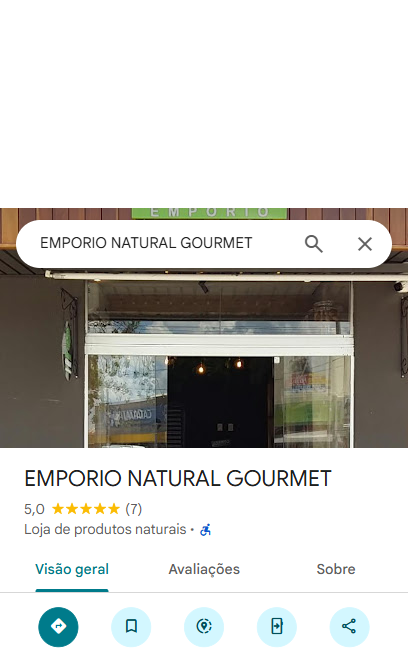 EMPORIO
EMPORIO NATURAL GOURMET
EMPORIO NATURAL GOURMET
5,0 (7)
Loja de produtos naturais •
Visão geral
Avaliações
Sobre